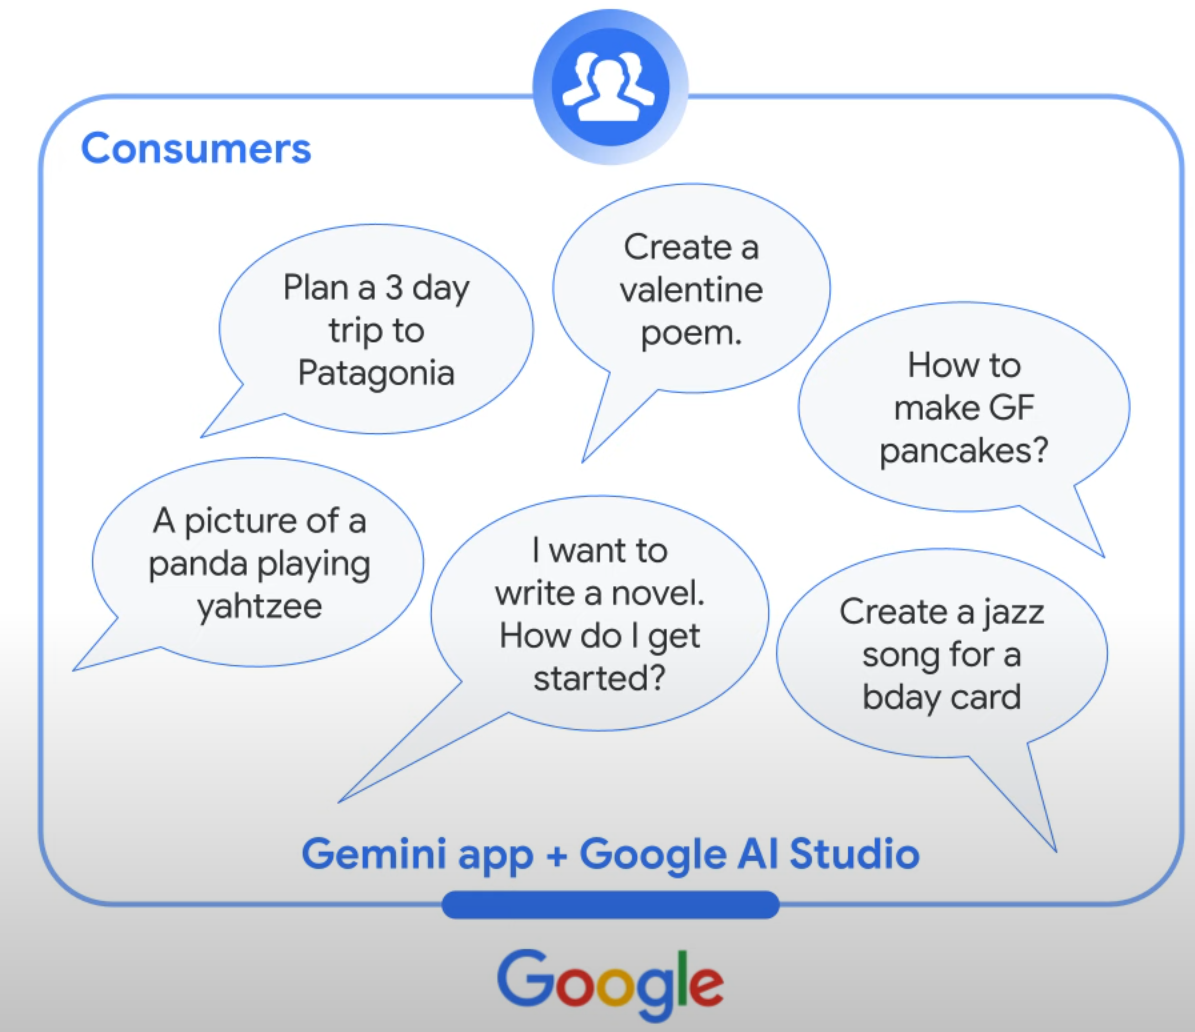 Consumers
Plan a 3 day
trip to
Patagonia
Create a
valentine
poem.
How to
make GF
pancakes?
A picture of a
panda playing
yahtzee
I want to
write a novel.
How do I get
started?
Create a jazz
song for a
bday card
Gemini app + Google AI Studio
Google